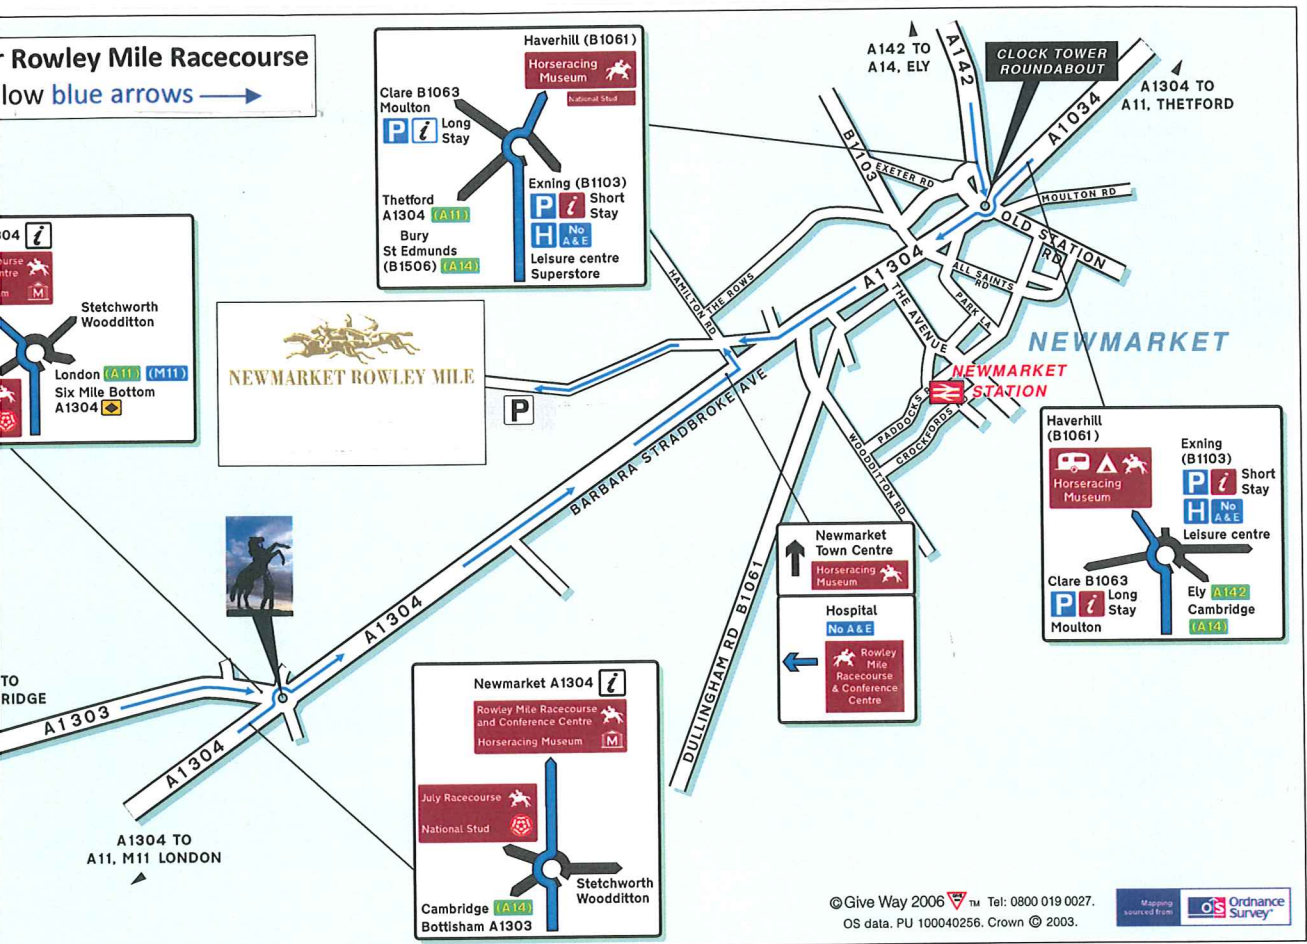 r Rowley Mile Racecourse
low blue arrows
Haverhill (B1061)
Horseracing
Museum
National Stud
Clare B1063
Moulton
P i Long
Stay
Thetford
A1304 (A11)
Bury
St Edmunds
(B1506) (A14)
Exning (B1103)
P i Short
Stay
H No
A&E
Leisure centre
Superstore
A142 TO
A14, ELY
A142
CLOCK TOWER
ROUNDABOUT
A1304 TO
A11, THETFORD
A1034
B1103
EXETER RD
MOULTON RD
OLD STATION
RD
A1304
ALL SAINTS
RD
PARK LA
THE AVENUE
HAMILTON RD
THE ROWS
NEWMARKET
NEWMARKET
STATION
PADDOCKS
CROCKFORDS
WOODDITTON RD
BARBARA STRADBROKE AVE
DULLINGHAM RD B1061
304 i
ourse
ntre
m M
Stetchworth
Woodditton
London (A11) (M11)
Six Mile Bottom
A1304
NEWMARKET ROWLEY MILE
P
Haverhill
(B1061)
Horseracing
Museum
Exning
(B1103)
P i Short
Stay
H No
A&E
Leisure centre
Clare B1063
P i Long
Stay
Moulton
Ely A142
Cambridge
(A14)
Newmarket
Town Centre
Horseracing
Museum
Hospital
No A&E
Rowley
Mile
Racecourse
& Conference
Centre
A1304
TO
RIDGE
A1303
A1304
A1304 TO
A11, M11 LONDON
Newmarket A1304 i
Rowley Mile Racecourse
and Conference Centre
Horseracing Museum M
July Racecourse
National Stud
Stetchworth
Woodditton
Cambridge (A14)
Bottisham A1303
© Give Way 2006 TM Tel: 0800 019 0027.
OS data. PU 100040256. Crown © 2003.
Mapping
sourced from
OS Ordnance
Survey